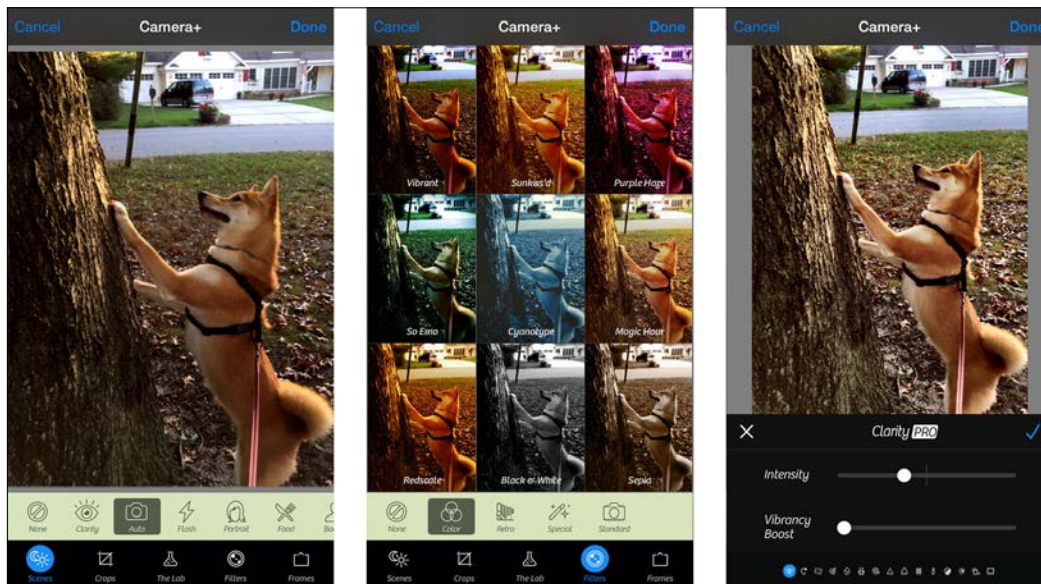 Cancel Camera+ Done
None Clarity Auto Flash Portrait Food
Scenes Crops The Lab Filters Frames
Cancel Camera+ Done
Vibrant Sunkiss'd Purple Haze
So Emo Cyanotype Magic Hour
Redscale Black & White Sepia
None Color Retro Special Standard
Scenes Crops The Lab Filters Frames
Cancel Camera+ Done
Clarity PRO
Intensity
Vibrancy
Boost